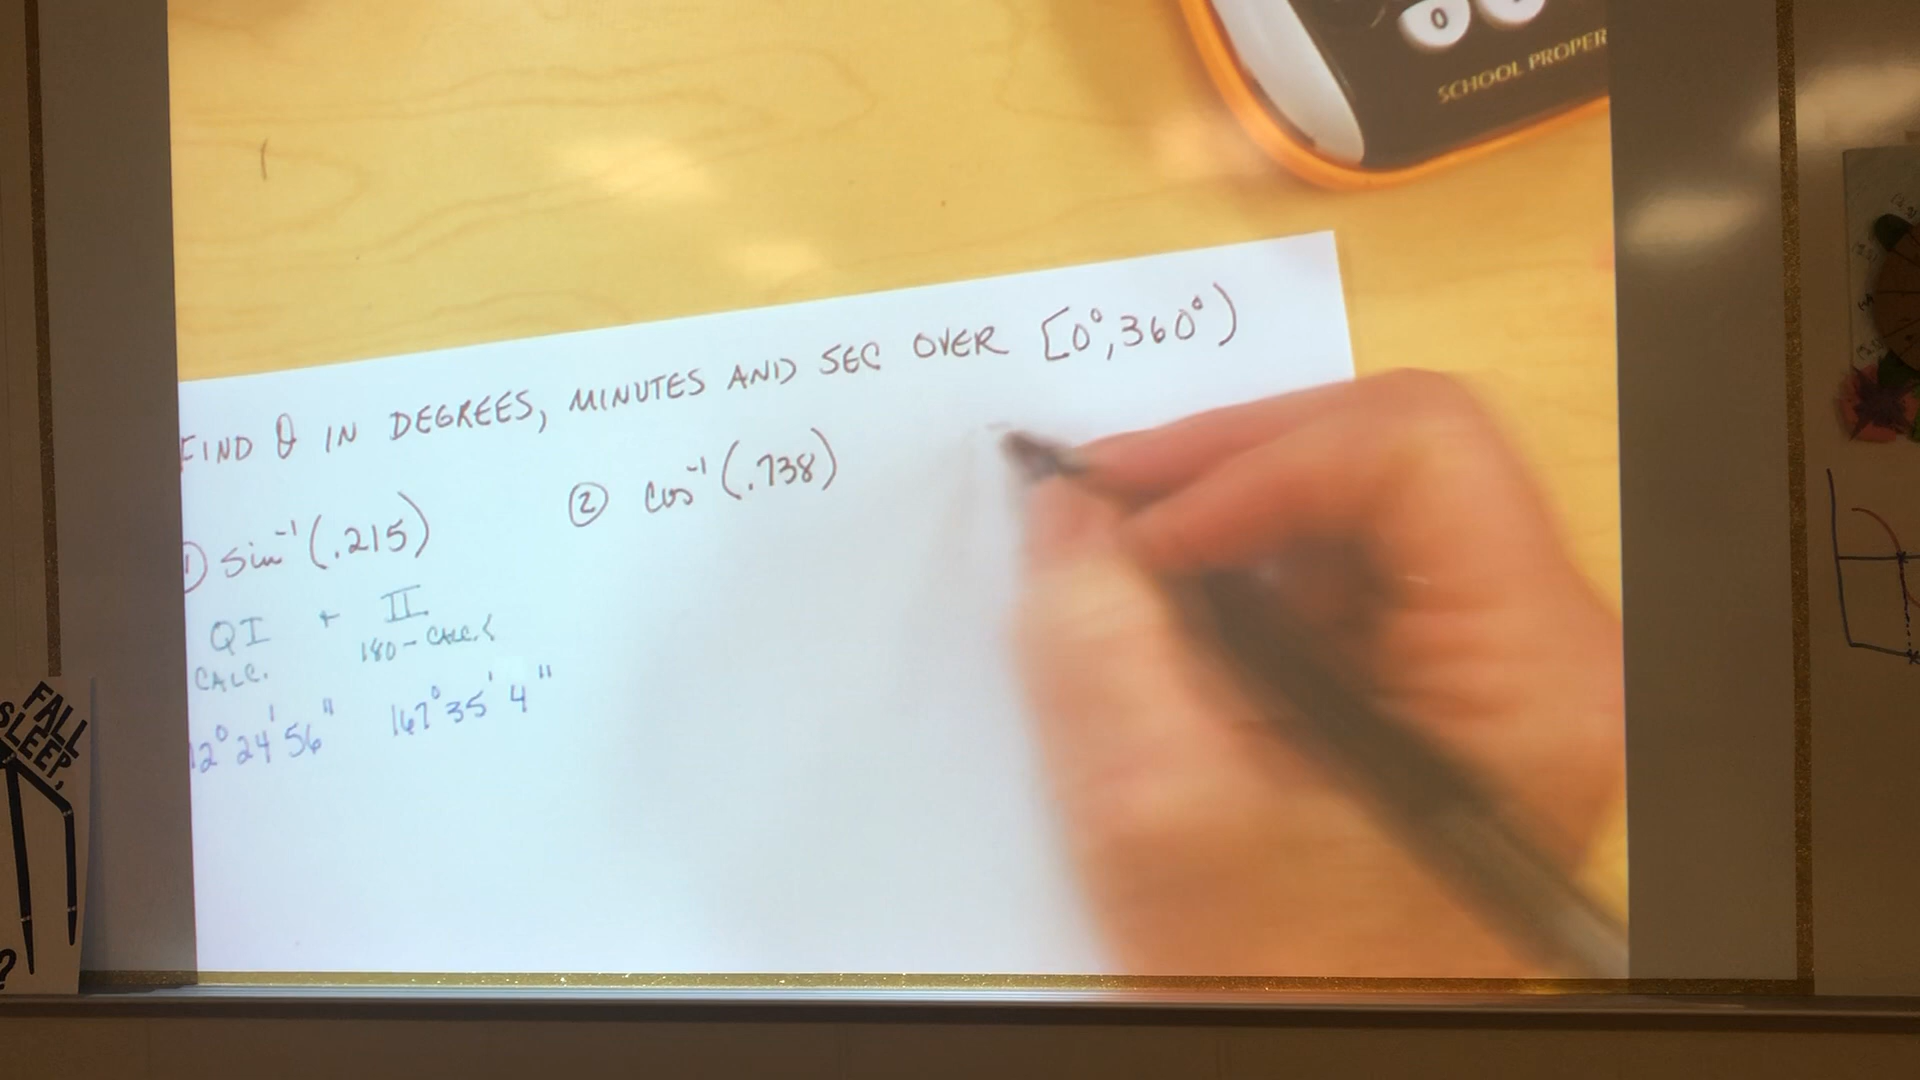 0
SCHOOL PROPER
FIND θ IN DEGREES, MINUTES AND SEC OVER [0°, 360°)
1) sin⁻¹(.215)
② cos⁻¹(.738)
QI + II
CALC. 180 - CALC.
12° 24' 56" 167° 35' 4"
FALL
SLEEP,
?